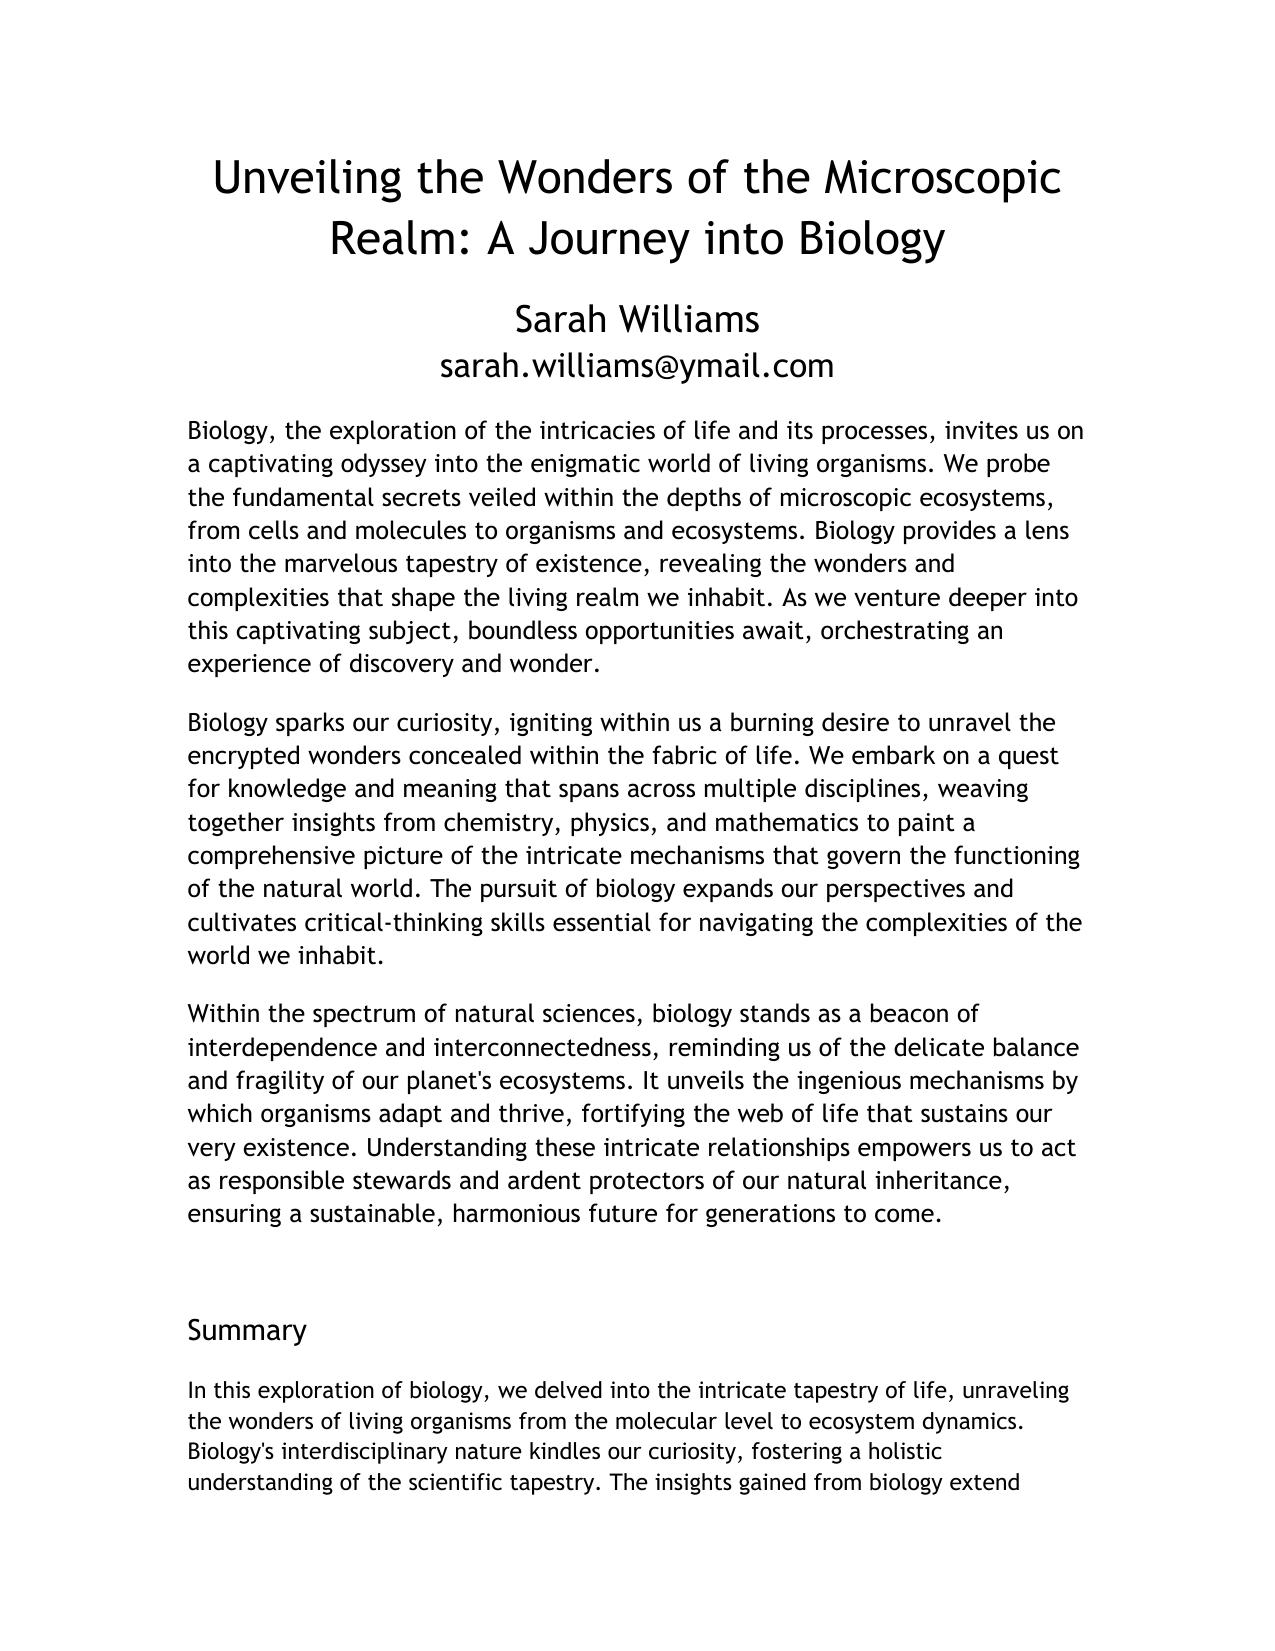 Unveiling the Wonders of the Microscopic
Realm: A Journey into Biology
Sarah Williams
sarah.williams@ymail.com
Biology, the exploration of the intricacies of life and its processes, invites us on
a captivating odyssey into the enigmatic world of living organisms. We probe
the fundamental secrets veiled within the depths of microscopic ecosystems,
from cells and molecules to organisms and ecosystems. Biology provides a lens
into the marvelous tapestry of existence, revealing the wonders and
complexities that shape the living realm we inhabit. As we venture deeper into
this captivating subject, boundless opportunities await, orchestrating an
experience of discovery and wonder.
Biology sparks our curiosity, igniting within us a burning desire to unravel the
encrypted wonders concealed within the fabric of life. We embark on a quest
for knowledge and meaning that spans across multiple disciplines, weaving
together insights from chemistry, physics, and mathematics to paint a
comprehensive picture of the intricate mechanisms that govern the functioning
of the natural world. The pursuit of biology expands our perspectives and
cultivates critical-thinking skills essential for navigating the complexities of the
world we inhabit.
Within the spectrum of natural sciences, biology stands as a beacon of
interdependence and interconnectedness, reminding us of the delicate balance
and fragility of our planet's ecosystems. It unveils the ingenious mechanisms by
which organisms adapt and thrive, fortifying the web of life that sustains our
very existence. Understanding these intricate relationships empowers us to act
as responsible stewards and ardent protectors of our natural inheritance,
ensuring a sustainable, harmonious future for generations to come.
Summary
In this exploration of biology, we delved into the intricate tapestry of life, unraveling
the wonders of living organisms from the molecular level to ecosystem dynamics.
Biology's interdisciplinary nature kindles our curiosity, fostering a holistic
understanding of the scientific tapestry. The insights gained from biology extend